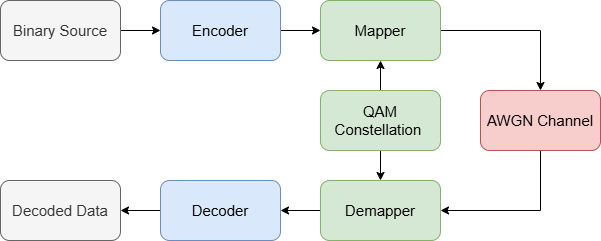 Binary Source
Encoder
Mapper
QAM
Constellation
AWGN Channel
Decoded Data
Decoder
Demapper